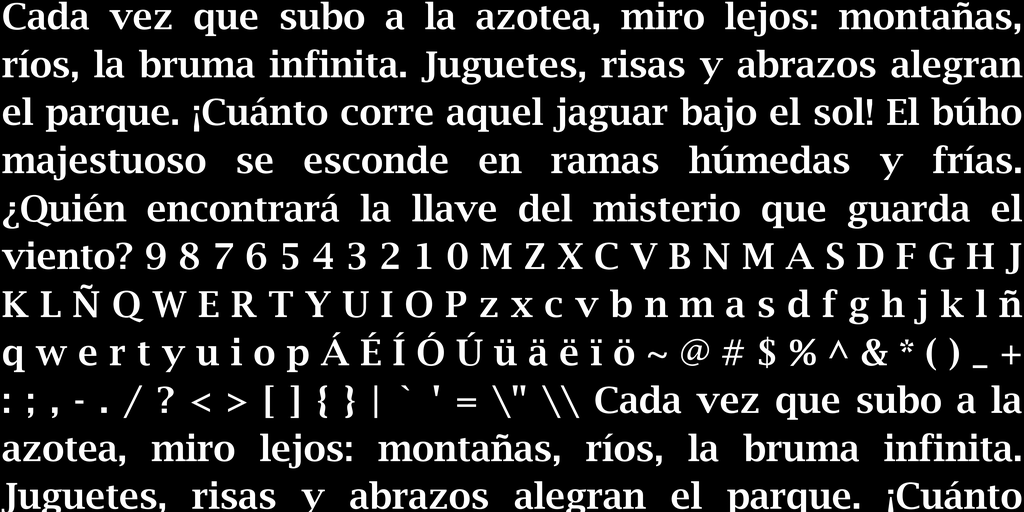 Cada vez que subo a la azotea, miro lejos: montañas,
ríos, la bruma infinita. Juguetes, risas y abrazos alegran
el parque. ¡Cuánto corre aquel jaguar bajo el sol! El búho
majestuoso se esconde en ramas húmedas y frías.
¿Quién encontrará la llave del misterio que guarda el
viento? 9 8 7 6 5 4 3 2 1 0 M Z X C V B N M A S D F G H J
K L Ñ Q W E R T Y U I O P z x c v b n m a s d f g h j k l ñ
q w e r t y u i o p Á É Í Ó Ú ü ä ë ï ö ~ @ # $ % ^ & * ( ) _ +
: ; , - . / ? < > [ ] { } | ` ' = \" \\ Cada vez que subo a la
azotea, miro lejos: montañas, ríos, la bruma infinita.
Juguetes, risas y abrazos alegran el parque. ¡Cuánto